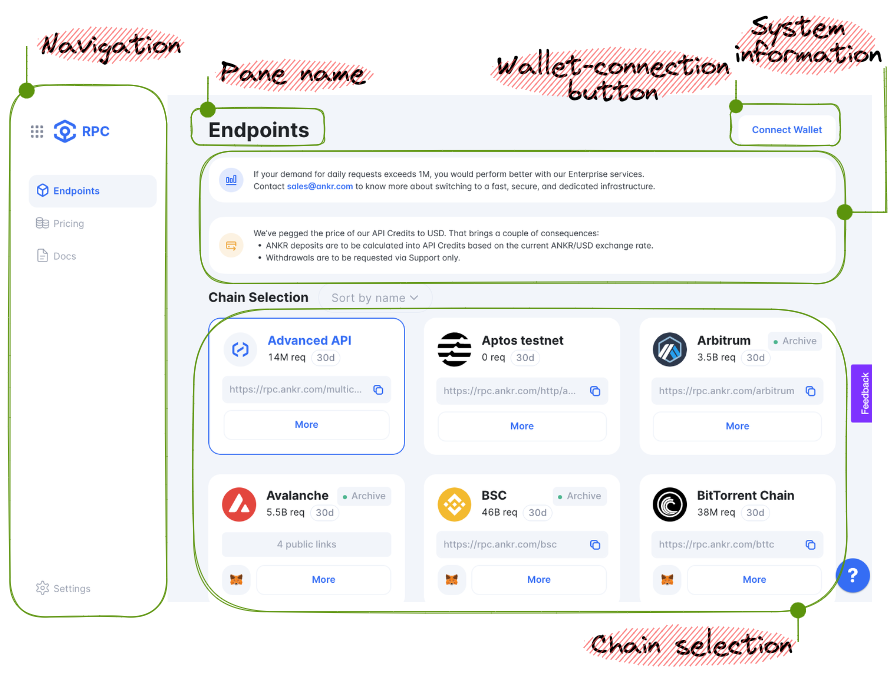 Navigation
Pane name
Wallet-connection
button
System
information
RPC
Endpoints
Pricing
Docs
Settings
Endpoints
Connect Wallet
If your demand for daily requests exceeds 1M, you would perform better with our Enterprise services.
Contact sales@ankr.com to know more about switching to a fast, secure, and dedicated infrastructure.
We've pegged the price of our API Credits to USD. That brings a couple of consequences:
• ANKR deposits are to be calculated into API Credits based on the current ANKR/USD exchange rate.
• Withdrawals are to be requested via Support only.
Chain Selection Sort by name
Advanced API
14M req 30d
https://rpc.ankr.com/multic...
More
Aptos testnet
0 req 30d
https://rpc.ankr.com/http/a...
More
Arbitrum Archive
3.5B req 30d
https://rpc.ankr.com/arbitrum
More
Avalanche Archive
5.5B req 30d
4 public links
More
BSC Archive
46B req 30d
https://rpc.ankr.com/bsc
More
BitTorrent Chain
38M req 30d
https://rpc.ankr.com/bttc
More
Feedback
?
Chain selection